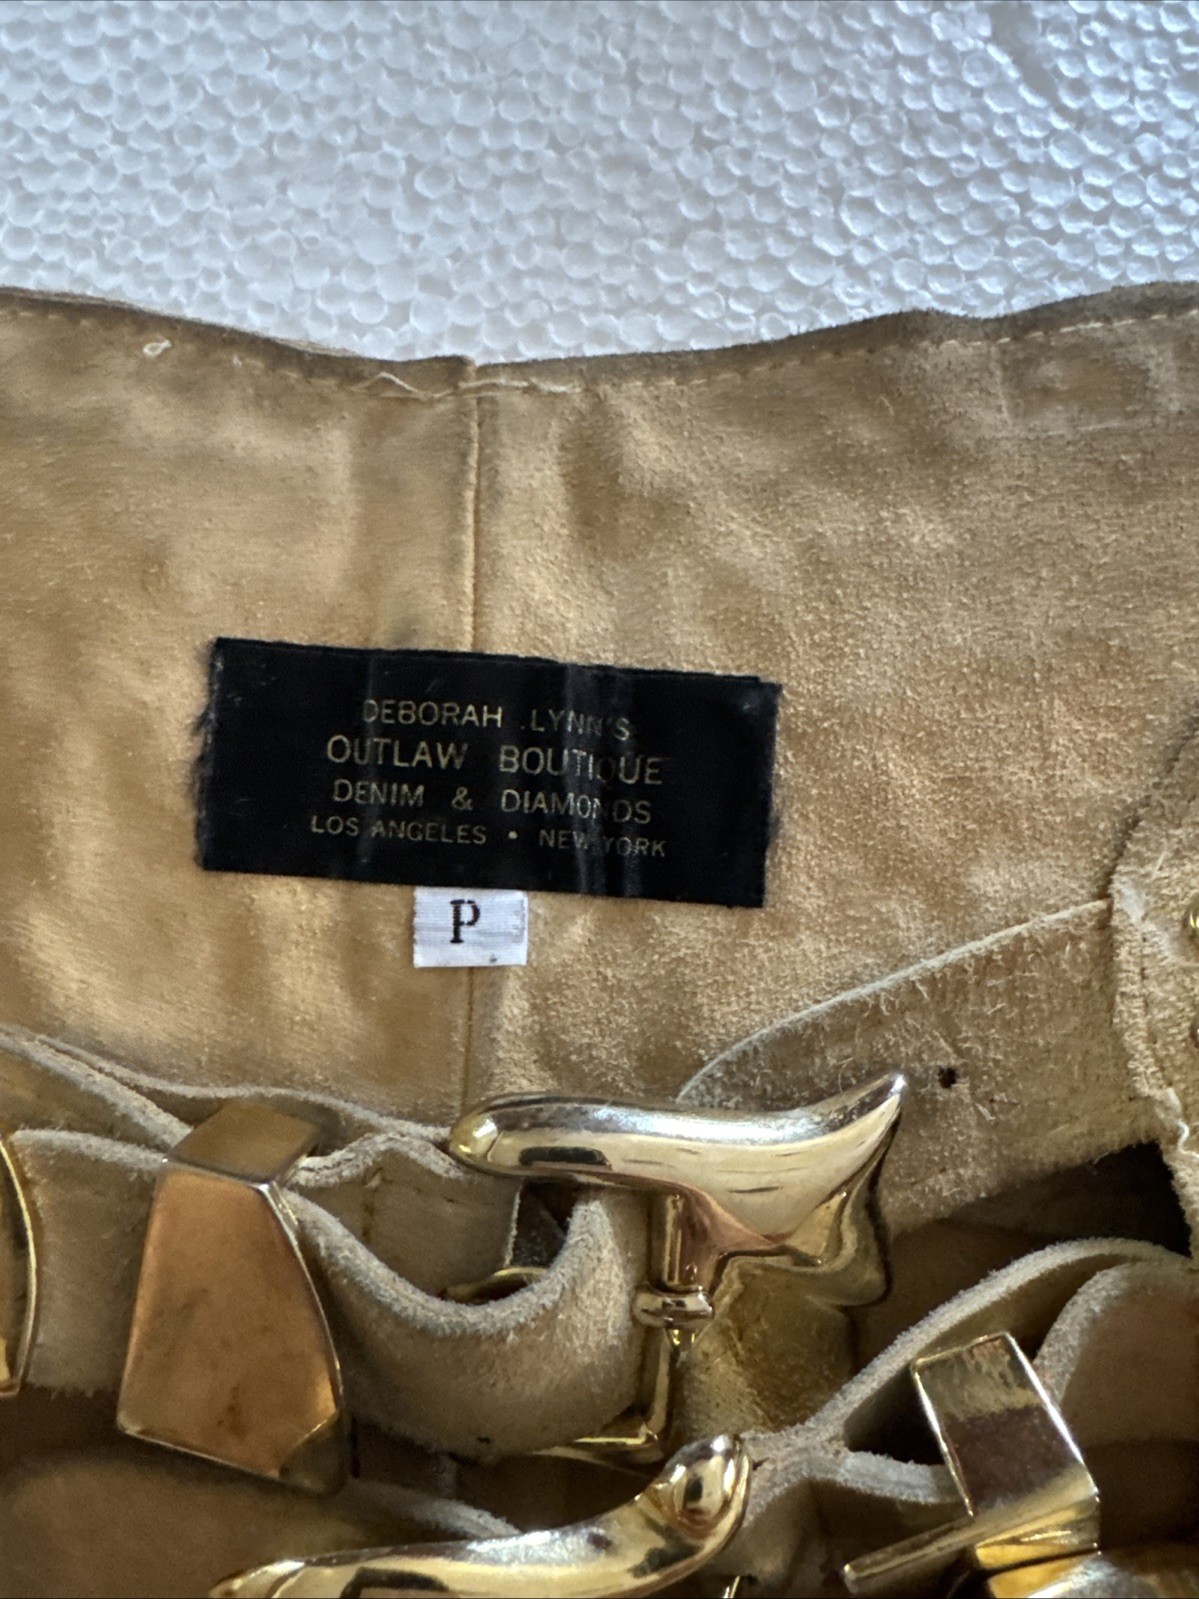 DEBORAH LYNN'S
OUTLAW BOUTIQUE
DENIM & DIAMONDS
LOS ANGELES • NEW YORK
P